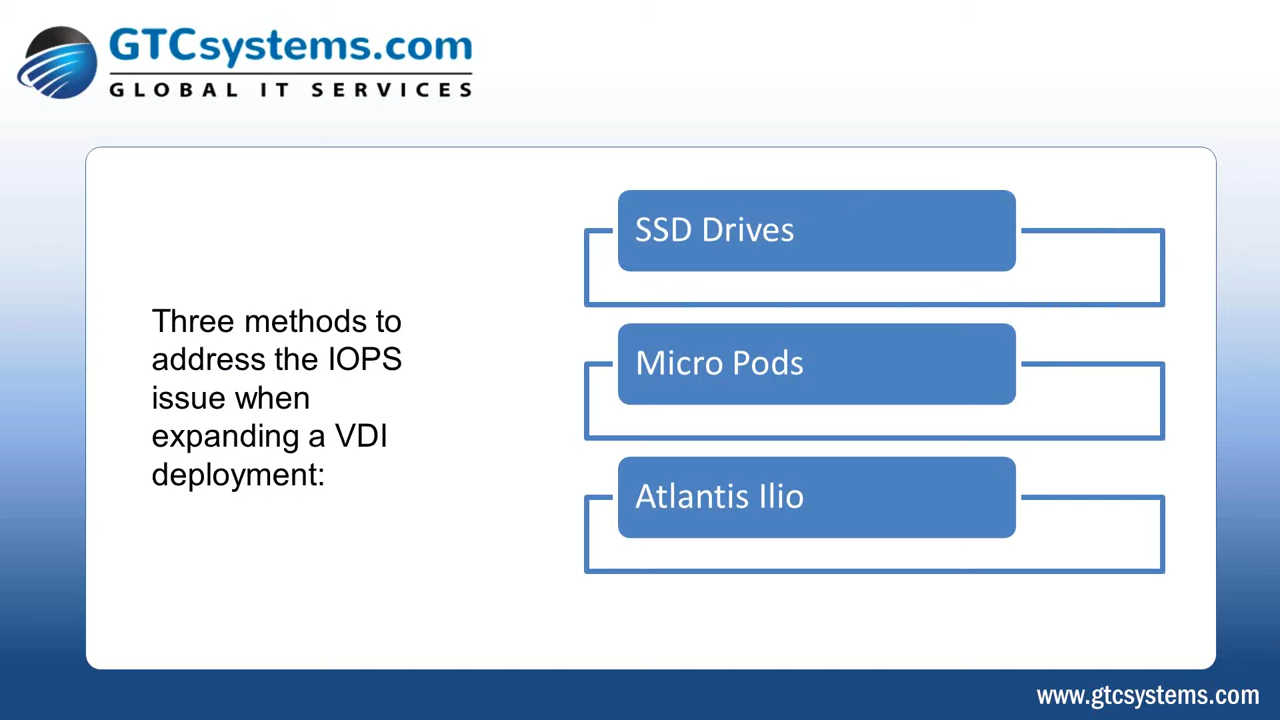 GTCsystems.com
GLOBAL IT SERVICES
Three methods to
address the IOPS
issue when
expanding a VDI
deployment:
SSD Drives
Micro Pods
Atlantis Ilio
www.gtcsystems.com